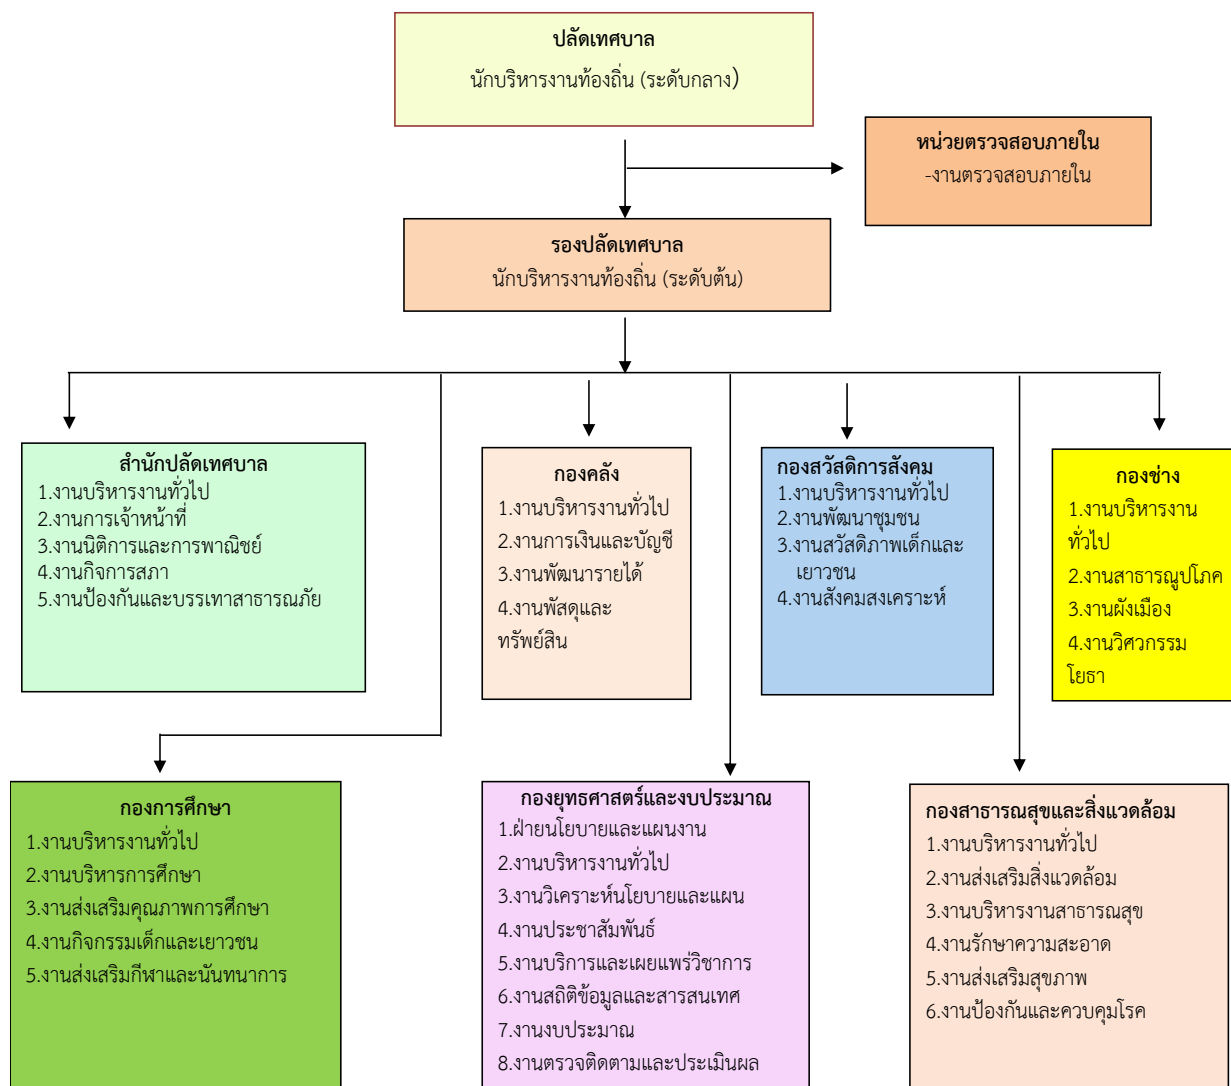 ปลัดเทศบาล
นักบริหารงานท้องถิ่น (ระดับกลาง)
หน่วยตรวจสอบภายใน
-งานตรวจสอบภายใน
รองปลัดเทศบาล
นักบริหารงานท้องถิ่น (ระดับต้น)
สำนักปลัดเทศบาล
1.งานบริหารงานทั่วไป
2.งานการเจ้าหน้าที่
3.งานนิติการและการพาณิชย์
4.งานกิจการสภา
5.งานป้องกันและบรรเทาสาธารณภัย
กองคลัง
1.งานบริหารงานทั่วไป
2.งานการเงินและบัญชี
3.งานพัฒนารายได้
4.งานพัสดุและ
ทรัพย์สิน
กองสวัสดิการสังคม
1.งานบริหารงานทั่วไป
2.งานพัฒนาชุมชน
3.งานสวัสดิภาพเด็กและ
เยาวชน
4.งานสังคมสงเคราะห์
กองช่าง
1.งานบริหารงาน
ทั่วไป
2.งานสาธารณูปโภค
3.งานผังเมือง
4.งานวิศวกรรม
โยธา
กองการศึกษา
1.งานบริหารงานทั่วไป
2.งานบริหารการศึกษา
3.งานส่งเสริมคุณภาพการศึกษา
4.งานกิจกรรมเด็กและเยาวชน
5.งานส่งเสริมกีฬาและนันทนาการ
กองยุทธศาสตร์และงบประมาณ
1.ฝ่ายนโยบายและแผนงาน
2.งานบริหารงานทั่วไป
3.งานวิเคราะห์นโยบายและแผน
4.งานประชาสัมพันธ์
5.งานบริการและเผยแพร่วิชาการ
6.งานสถิติข้อมูลและสารสนเทศ
7.งานงบประมาณ
8.งานตรวจติดตามและประเมินผล
กองสาธารณสุขและสิ่งแวดล้อม
1.งานบริหารงานทั่วไป
2.งานส่งเสริมสิ่งแวดล้อม
3.งานบริหารงานสาธารณสุข
4.งานรักษาความสะอาด
5.งานส่งเสริมสุขภาพ
6.งานป้องกันและควบคุมโรค